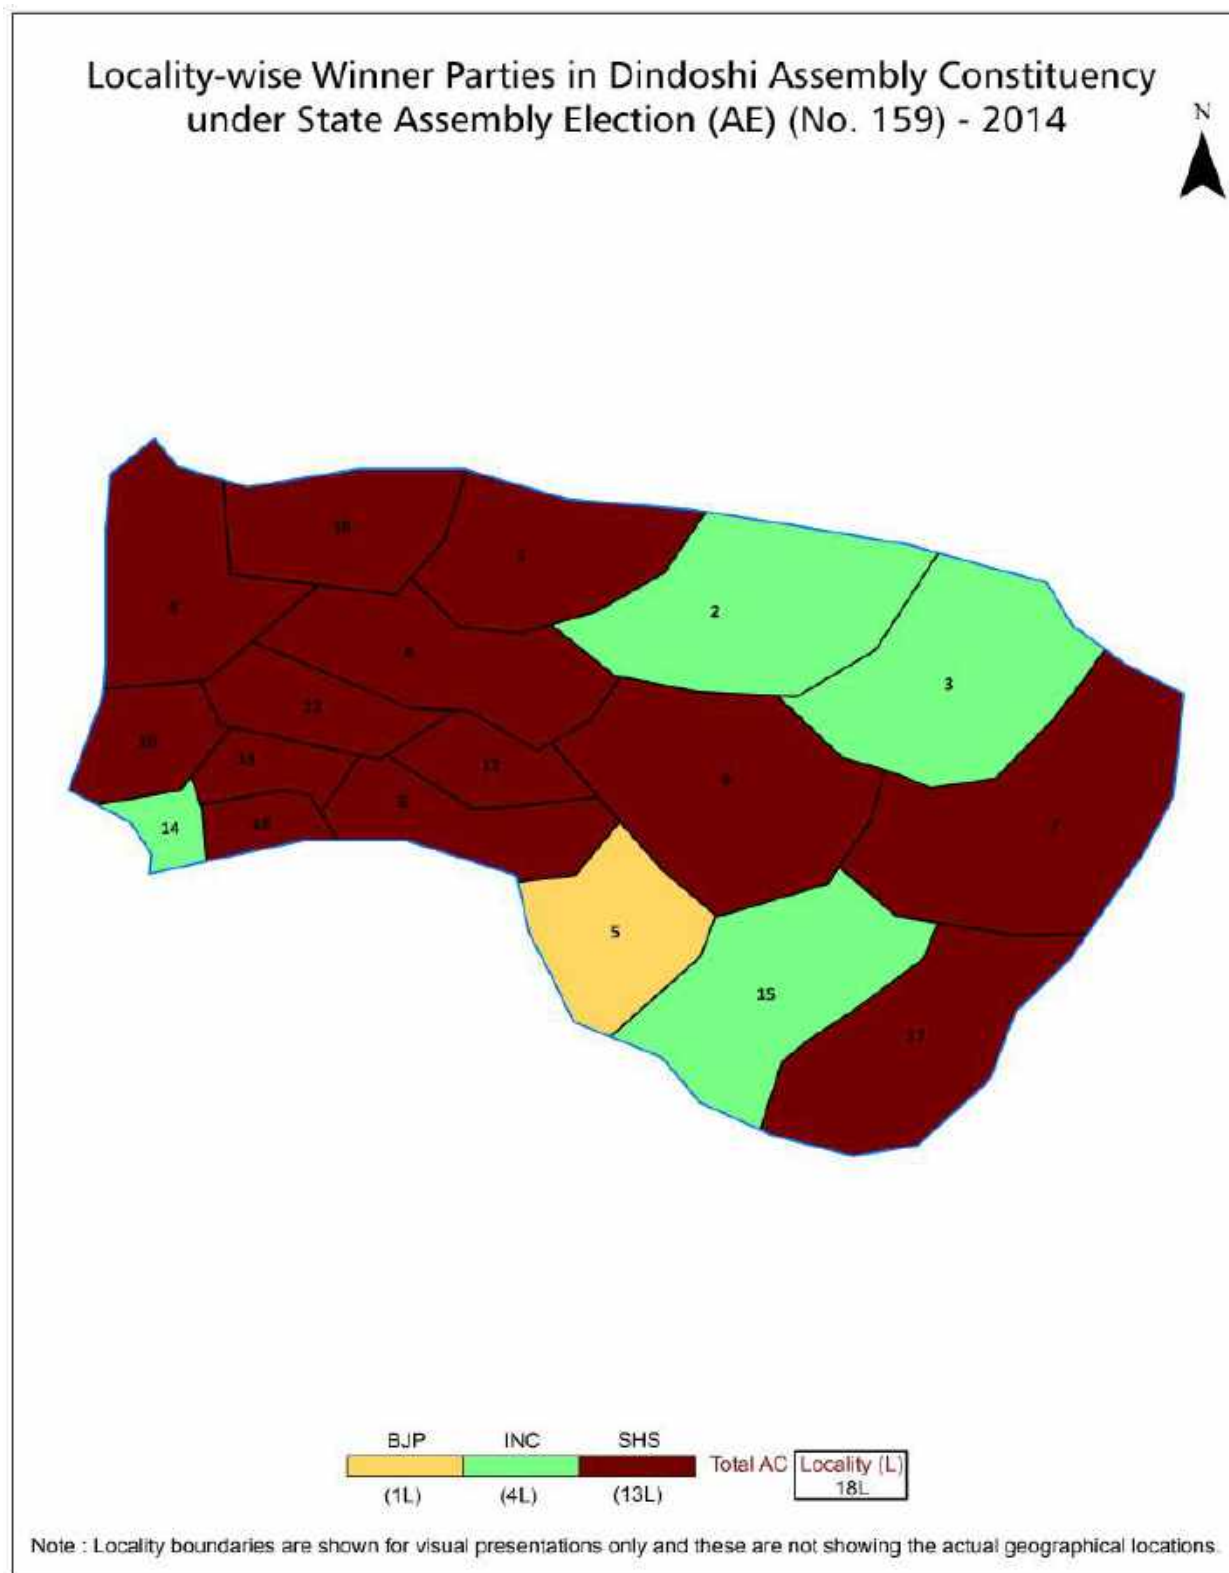 Locality-wise Winner Parties in Dindoshi Assembly Constituency
under State Assembly Election (AE) (No. 159) - 2014
N
2
3
14
5
15
BJP INC SHS
Total AC Locality (L)
18L
(1L) (4L) (13L)
Note : Locality boundaries are shown for visual presentations only and these are not showing the actual geographical locations.